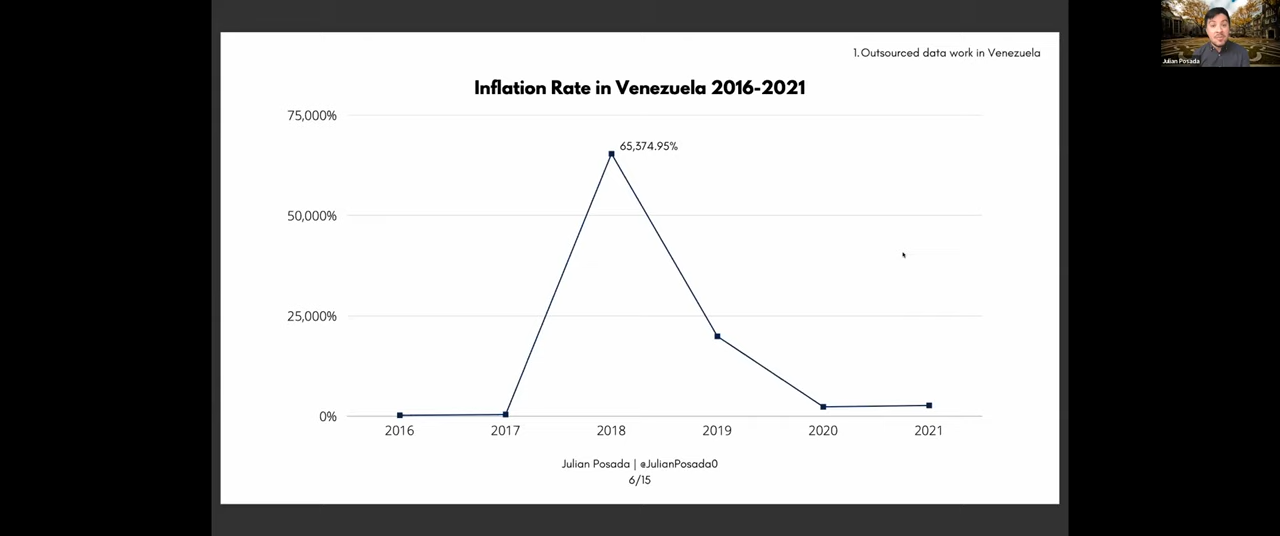 1. Outsourced data work in Venezuela
Inflation Rate in Venezuela 2016-2021
75,000%
65,374.95%
50,000%
25,000%
0%
2016 2017 2018 2019 2020 2021
Julian Posada | @JulianPosada0
6/15
Julian Posada